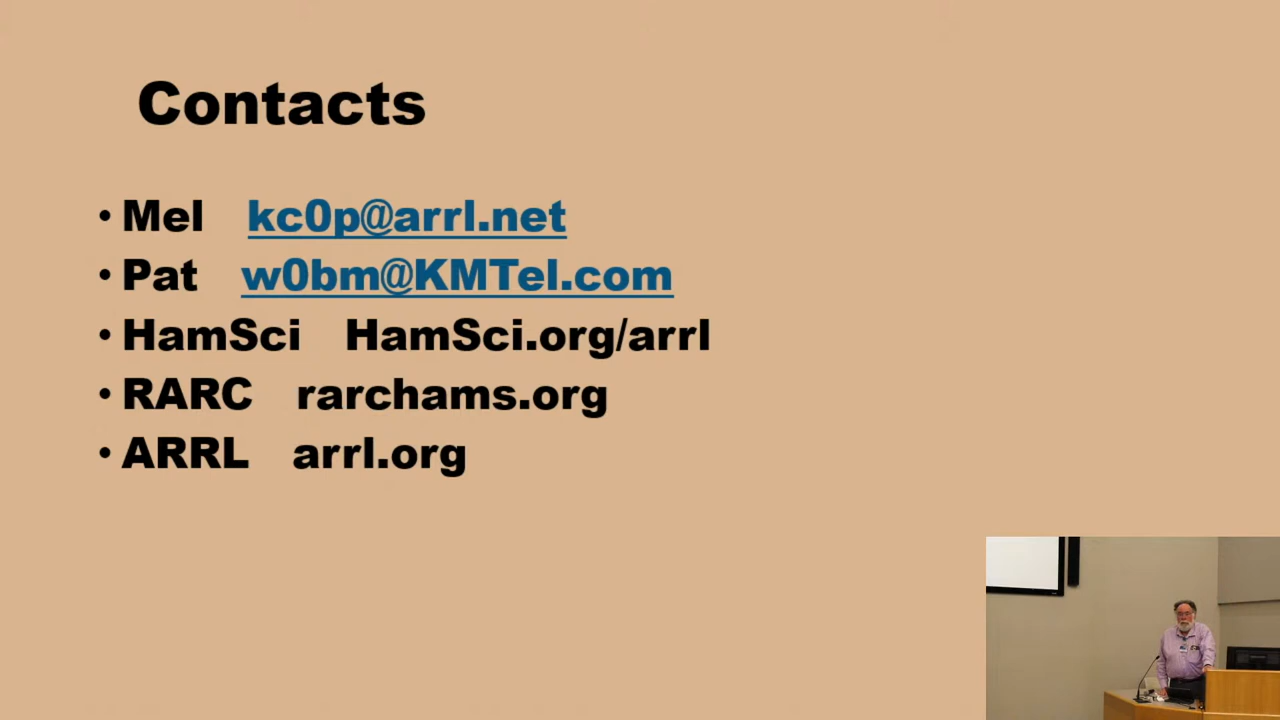 Contacts
• Mel kc0p@arrl.net
• Pat w0bm@KMTel.com
• HamSci HamSci.org/arrl
• RARC rarchams.org
• ARRL arrl.org